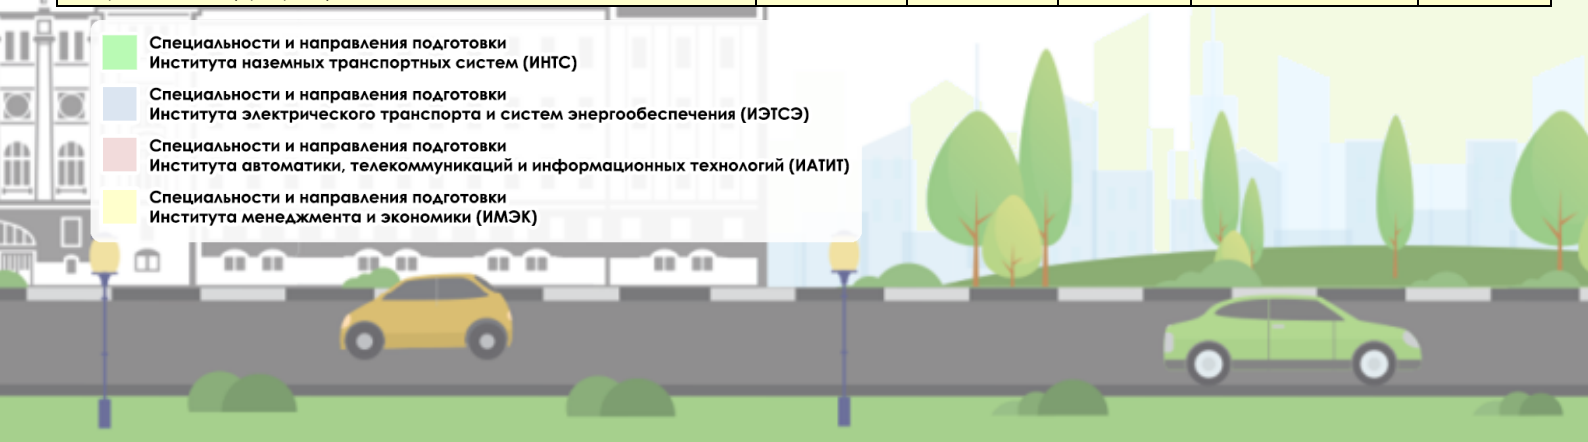 Специальности и направления подготовки
Института наземных транспортных систем (ИНТС)
Специальности и направления подготовки
Института электрического транспорта и систем энергообеспечения (ИЭТСЭ)
Специальности и направления подготовки
Института автоматики, телекоммуникаций и информационных технологий (ИАТИТ)
Специальности и направления подготовки
Института менеджмента и экономики (ИМЭК)